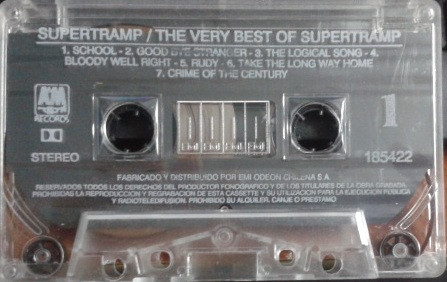 SUPERTRAMP / THE VERY BEST OF SUPERTRAMP
1. SCHOOL - 2. GOOD BYE STRANGER - 3. THE LOGICAL SONG - 4.
BLOODY WELL RIGHT - 5. RUDY - 6. TAKE THE LONG WAY HOME
7. CRIME OF THE CENTURY
A&M
RECORDS
1
STEREO
185422
FABRICADO Y DISTRIBUIDO POR EMI ODEON CHILENA S.A.
RESERVADOS TODOS LOS DERECHOS DEL PRODUCTOR FONOGRAFICO Y DE LOS TITULARES DE LA OBRA GRABADA.
PROHIBIDAS LA REPRODUCCION Y REGRABACION DE ESTA CASSETTE Y SU UTILIZACION PARA LA EJECUCION PUBLICA
Y RADIOTELEDIFUSION. PROHIBIDO SU ALQUILER, CANJE O PRESTAMO